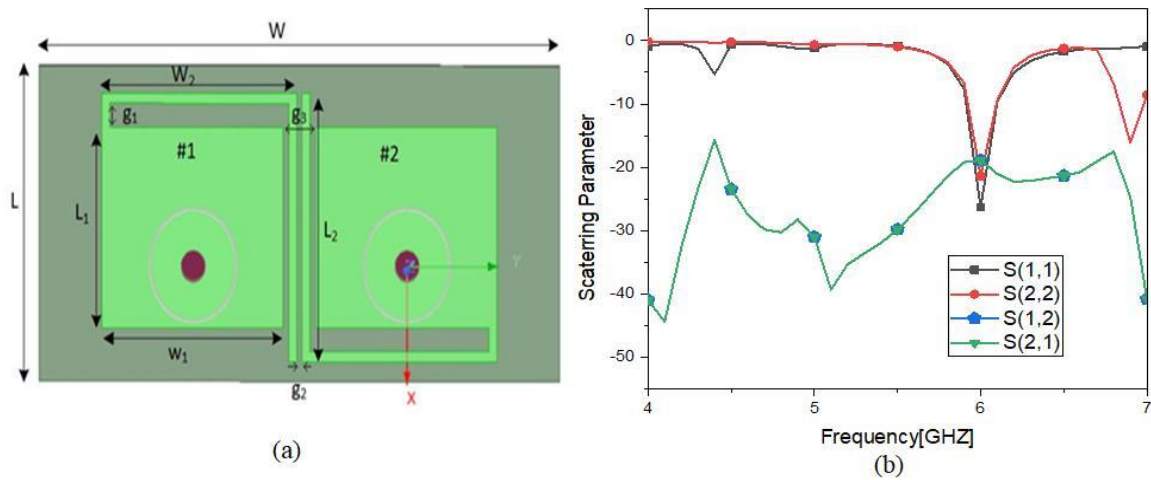 W
W₂
g₁
g₃
#1
#2
L
L₁
L₂
Y
w₁
g₂
X
(a)
0
-10
-20
-30
-40
-50
Scaterring Parameter
S(1,1)
S(2,2)
S(1,2)
S(2,1)
4 5 6 7
Frequency[GHZ]
(b)